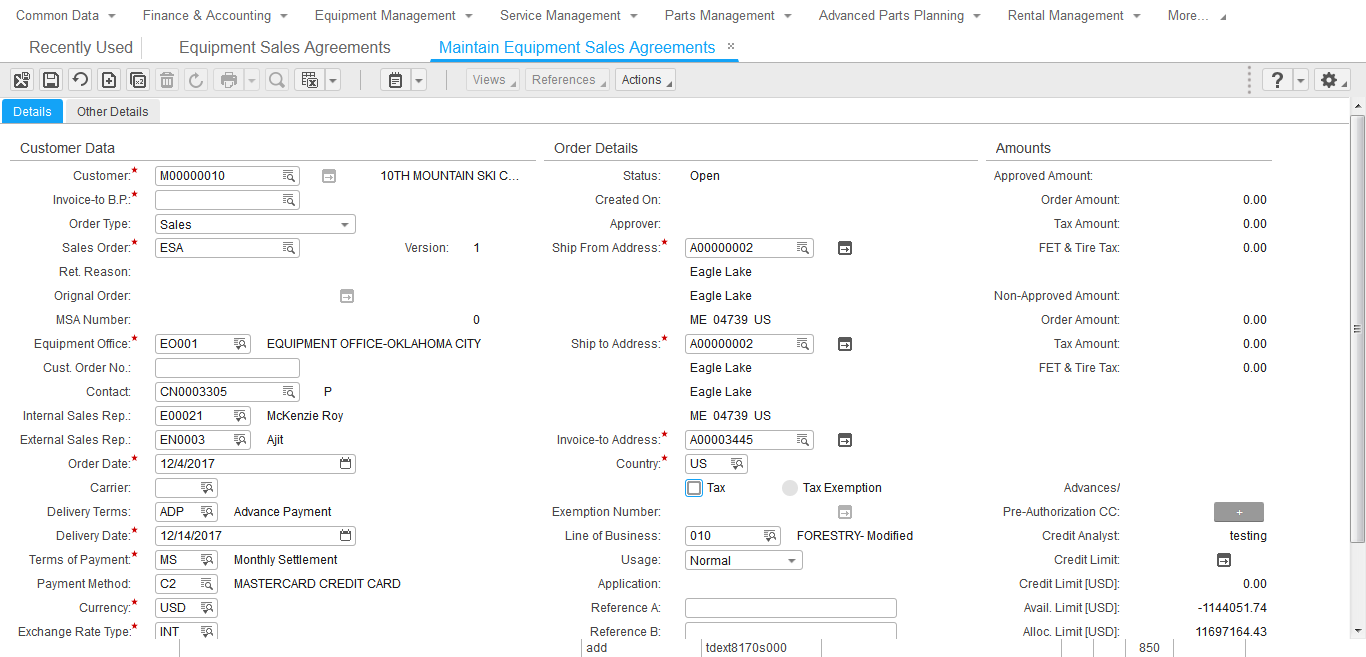 Common Data Finance & Accounting Equipment Management Service Management Parts Management Advanced Parts Planning Rental Management More...
Recently Used Equipment Sales Agreements Maintain Equipment Sales Agreements ×
Views References Actions ?
Details Other Details
Customer Data
Customer:* M00000010 10TH MOUNTAIN SKI C...
Invoice-to B.P.:*
Order Type: Sales
Sales Order:* ESA Version: 1
Ret. Reason:
Orignal Order:
MSA Number: 0
Equipment Office:* EO001 EQUIPMENT OFFICE-OKLAHOMA CITY
Cust. Order No.:
Contact: CN0003305 P
Internal Sales Rep.: E00021 McKenzie Roy
External Sales Rep.: EN0003 Ajit
Order Date:* 12/4/2017
Carrier:
Delivery Terms: ADP Advance Payment
Delivery Date:* 12/14/2017
Terms of Payment:* MS Monthly Settlement
Payment Method: C2 MASTERCARD CREDIT CARD
Currency:* USD
Exchange Rate Type:* INT
Order Details
Status: Open
Created On:
Approver:
Ship From Address:* A00000002
Eagle Lake
Eagle Lake
ME 04739 US
Ship to Address:* A00000002
Eagle Lake
Eagle Lake
ME 04739 US
Invoice-to Address:* A00003445
Country:* US
Tax Tax Exemption
Exemption Number:
Line of Business: 010 FORESTRY- Modified
Usage: Normal
Application:
Reference A:
Reference B:
Amounts
Approved Amount:
Order Amount: 0.00
Tax Amount: 0.00
FET & Tire Tax: 0.00
Non-Approved Amount:
Order Amount: 0.00
Tax Amount: 0.00
FET & Tire Tax: 0.00
Advances/
Pre-Authorization CC: +
Credit Analyst: testing
Credit Limit:
Credit Limit [USD]: 0.00
Avail. Limit [USD]: -1144051.74
Alloc. Limit [USD]: 11697164.43
add tdext8170s000 850